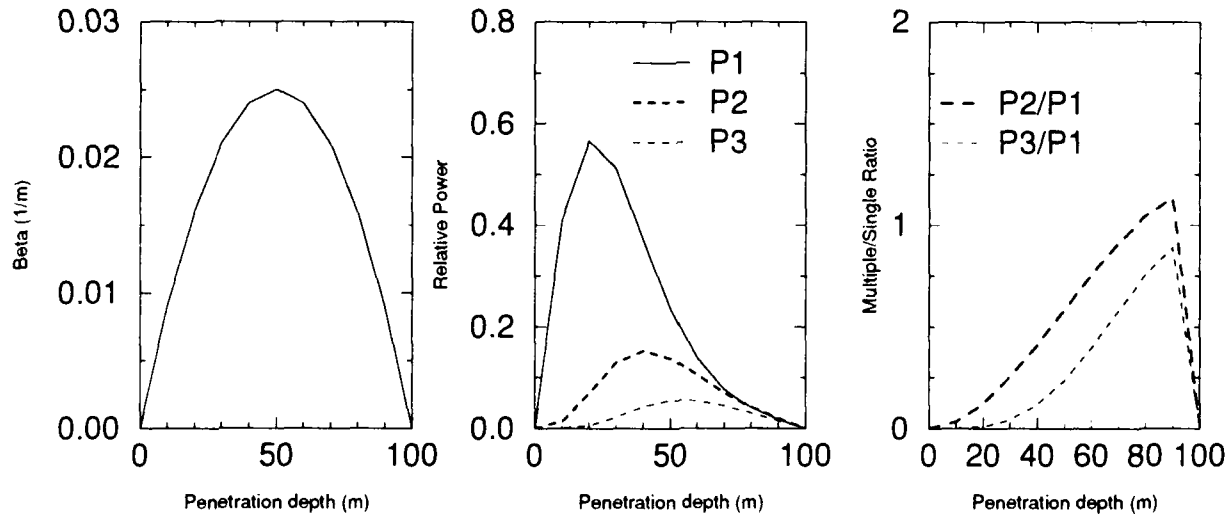 0.03
0.02
0.01
0.00
Beta (1/m)
0
50
100
Penetration depth (m)
0.8
0.6
0.4
0.2
0.0
Relative Power
P1
P2
P3
0
50
100
Penetration depth (m)
2
1
0
Multiple/Single Ratio
P2/P1
P3/P1
0 20 40 60 80 100
Penetration depth (m)